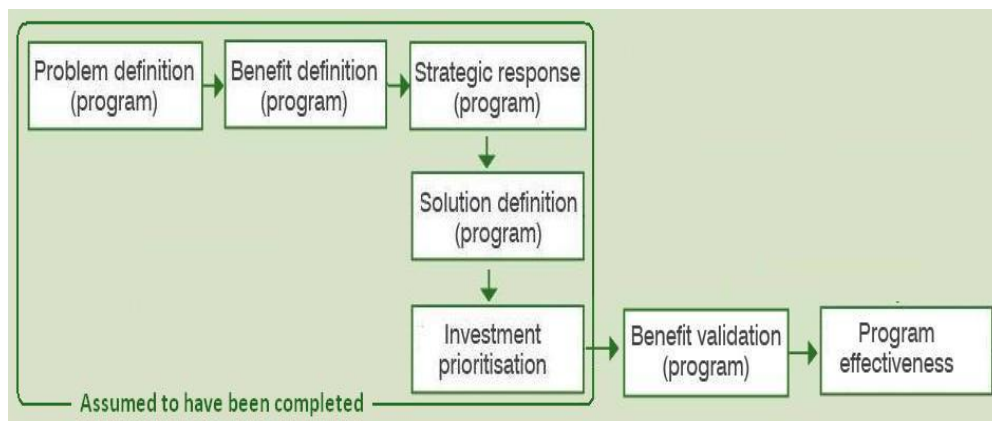 Problem definition
(program)
Benefit definition
(program)
Strategic response
(program)
Solution definition
(program)
Investment
prioritisation
Benefit validation
(program)
Program
effectiveness
Assumed to have been completed